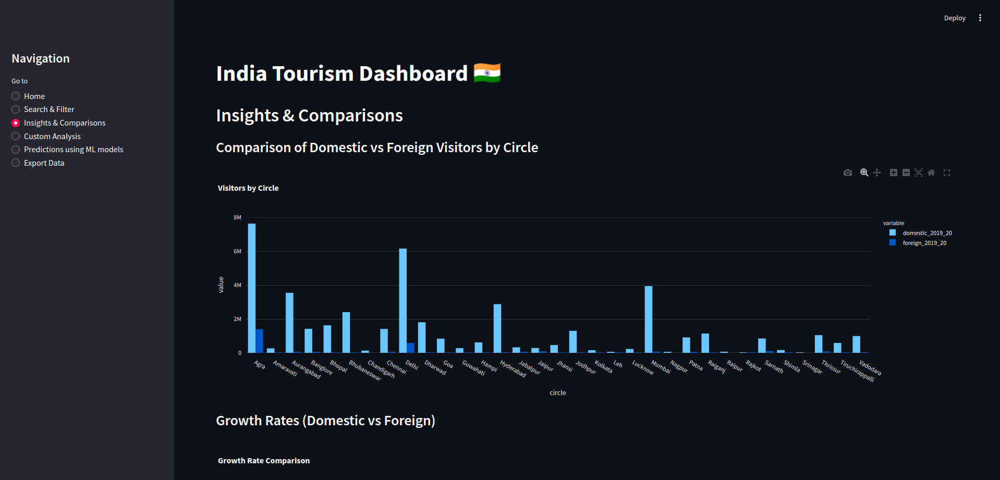 Deploy
Navigation
Go to
Home
Search & Filter
Insights & Comparisons
Custom Analysis
Predictions using ML models
Export Data
India Tourism Dashboard
Insights & Comparisons
Comparison of Domestic vs Foreign Visitors by Circle
Visitors by Circle
8M
6M
4M
2M
0
value
variable
domestic_2019_20
foreign_2019_20
Agra
Amaravati
Aurangabad
Banglore
Bhopal
Bhubaneswar
Chandigarh
Chennai
Delhi
Dharwad
Goa
Guwahati
Hampi
Hyderabad
Jabalpur
Jaipur
Jhansi
Jodhpur
Kolkata
Leh
Lucknow
Mumbai
Nagpur
Patna
Raiganj
Raipur
Rajkot
Sarnath
Shimla
Srinagar
Thrissur
Tiruchirappalli
Vadodara
circle
Growth Rates (Domestic vs Foreign)
Growth Rate Comparison